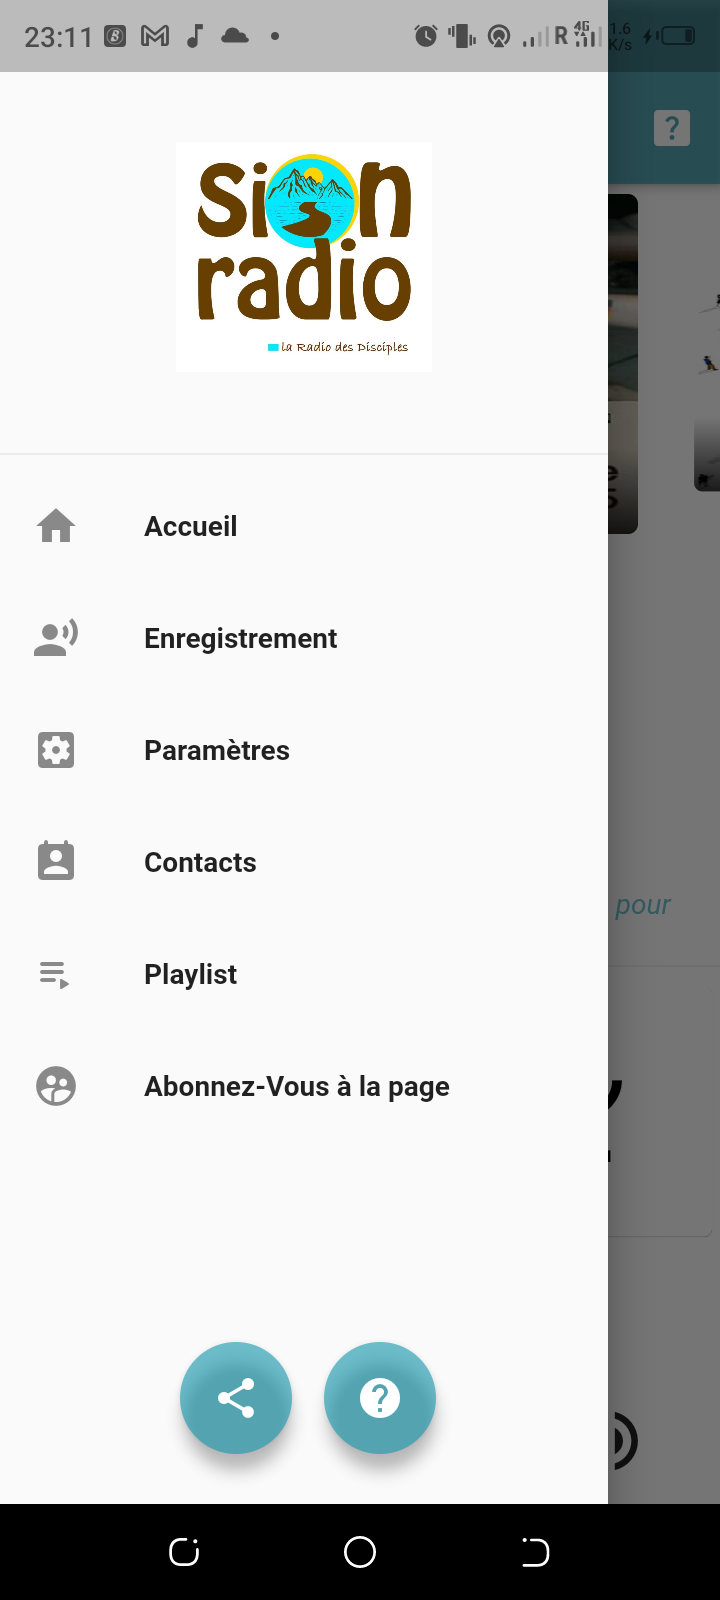 23:11
R 4G 1.6 K/s
sion
radio
la Radio des Disciples
Accueil
Enregistrement
Paramètres
Contacts
Playlist
pour
Abonnez-Vous à la page